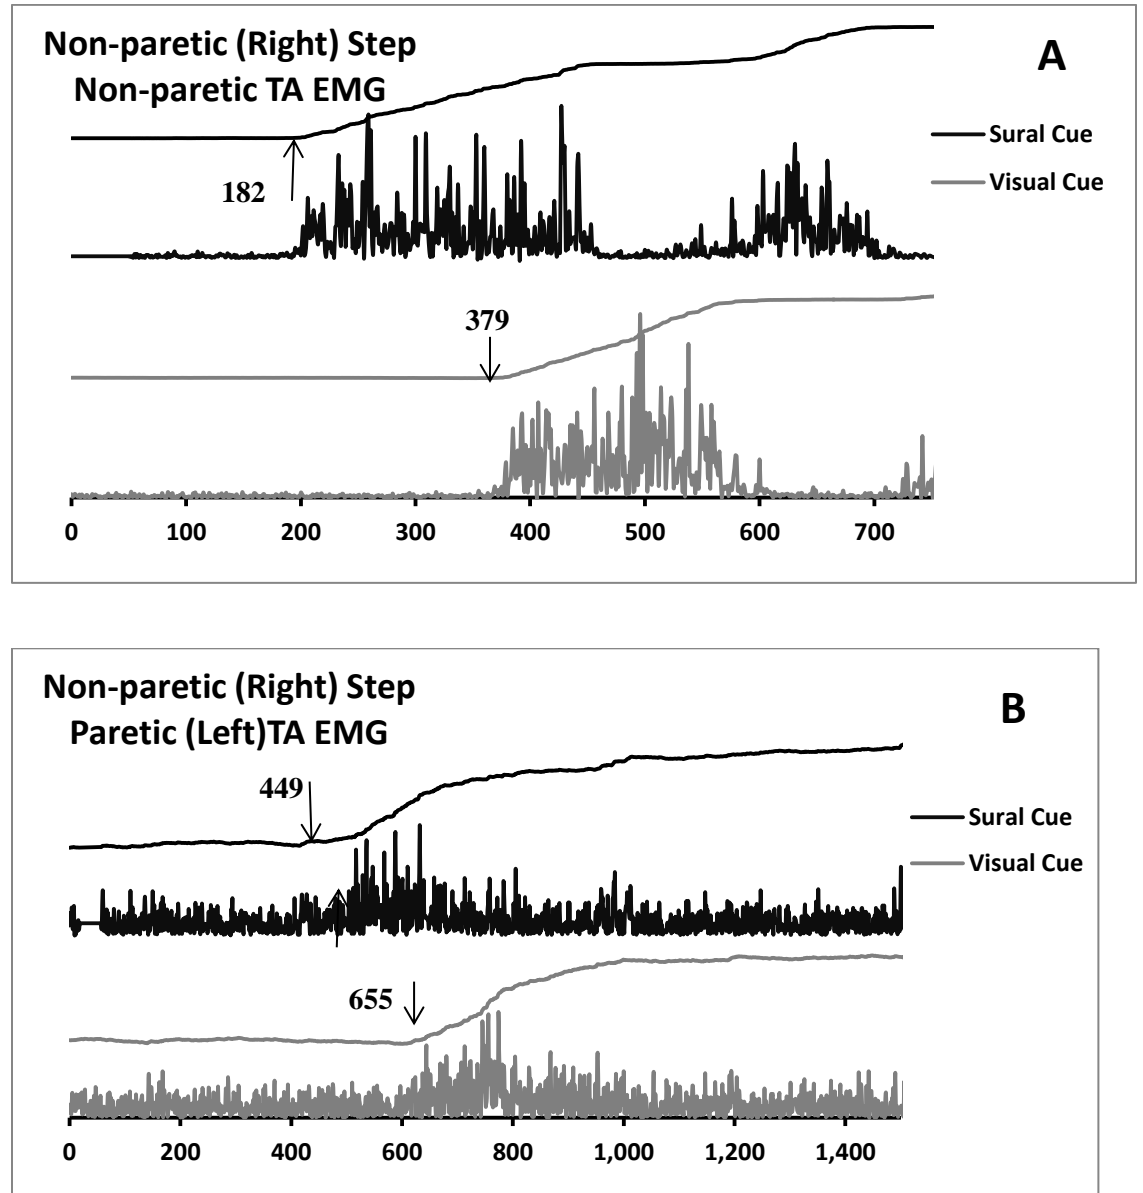 Non-paretic (Right) Step
Non-paretic TA EMG
A
Sural Cue
Visual Cue
182
379
0 100 200 300 400 500 600 700
Non-paretic (Right) Step
Paretic (Left)TA EMG
B
449
Sural Cue
Visual Cue
655
0 200 400 600 800 1,000 1,200 1,400